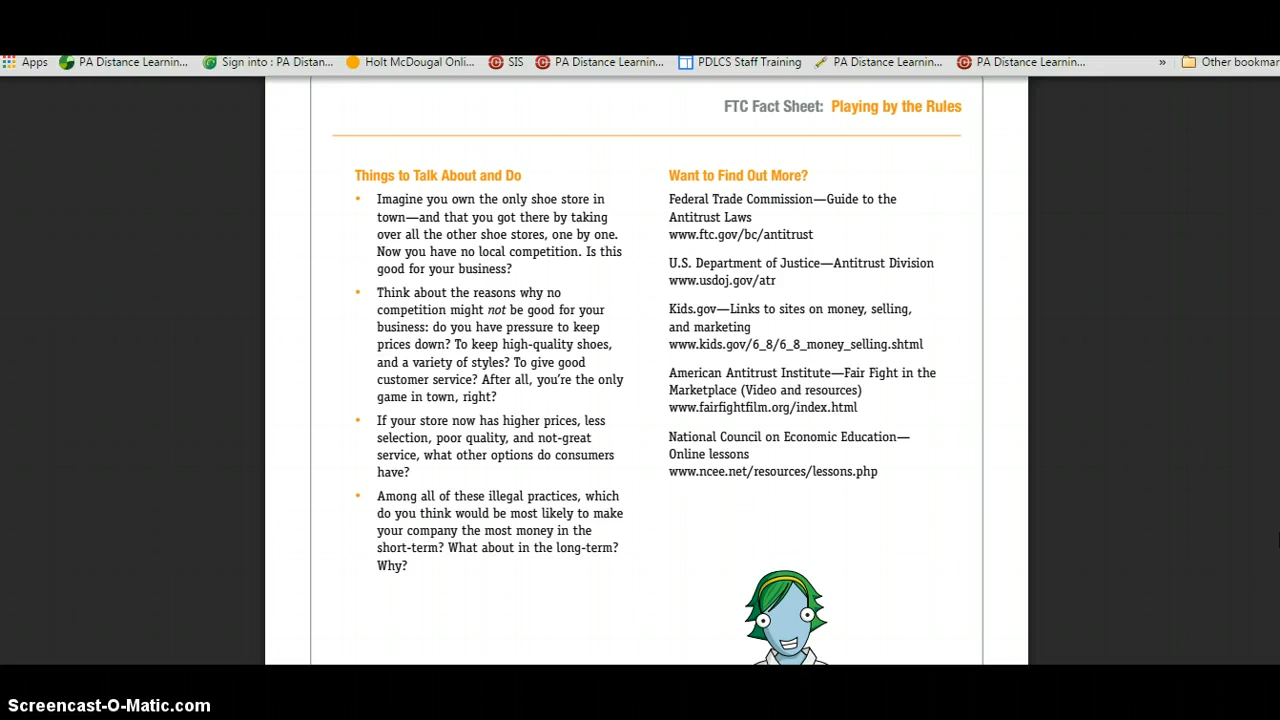 Apps PA Distance Learnin... Sign into : PA Distan... Holt McDougal Onli... SIS PA Distance Learnin... PDLCS Staff Training PA Distance Learnin... PA Distance Learnin... » Other bookmar
FTC Fact Sheet: Playing by the Rules
Things to Talk About and Do
• Imagine you own the only shoe store in
town—and that you got there by taking
over all the other shoe stores, one by one.
Now you have no local competition. Is this
good for your business?
• Think about the reasons why no
competition might not be good for your
business: do you have pressure to keep
prices down? To keep high-quality shoes,
and a variety of styles? To give good
customer service? After all, you're the only
game in town, right?
• If your store now has higher prices, less
selection, poor quality, and not-great
service, what other options do consumers
have?
• Among all of these illegal practices, which
do you think would be most likely to make
your company the most money in the
short-term? What about in the long-term?
Why?
Want to Find Out More?
Federal Trade Commission—Guide to the
Antitrust Laws
www.ftc.gov/bc/antitrust
U.S. Department of Justice—Antitrust Division
www.usdoj.gov/atr
Kids.gov—Links to sites on money, selling,
and marketing
www.kids.gov/6_8/6_8_money_selling.shtml
American Antitrust Institute—Fair Fight in the
Marketplace (Video and resources)
www.fairfightfilm.org/index.html
National Council on Economic Education—
Online lessons
www.ncee.net/resources/lessons.php
Screencast-O-Matic.com